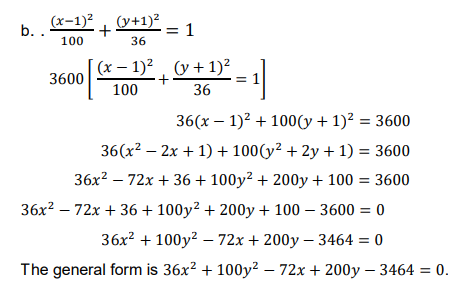 b. . (x−1)²/100 + (y+1)²/36 = 1
3600 [(x − 1)²/100 + (y + 1)²/36 = 1]
36(x − 1)² + 100(y + 1)² = 3600
36(x² − 2x + 1) + 100(y² + 2y + 1) = 3600
36x² − 72x + 36 + 100y² + 200y + 100 = 3600
36x² − 72x + 36 + 100y² + 200y + 100 − 3600 = 0
36x² + 100y² − 72x + 200y − 3464 = 0
The general form is 36x² + 100y² − 72x + 200y − 3464 = 0.